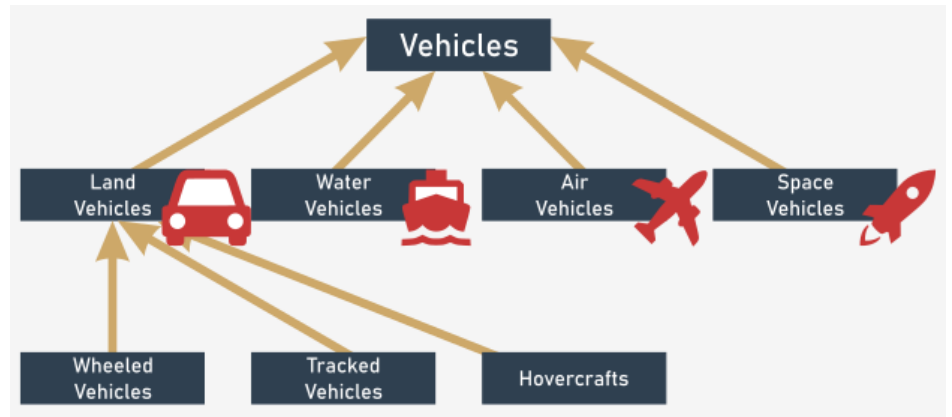 Vehicles
Land
Vehicles
Water
Vehicles
Air
Vehicles
Space
Vehicles
Wheeled
Vehicles
Tracked
Vehicles
Hovercrafts